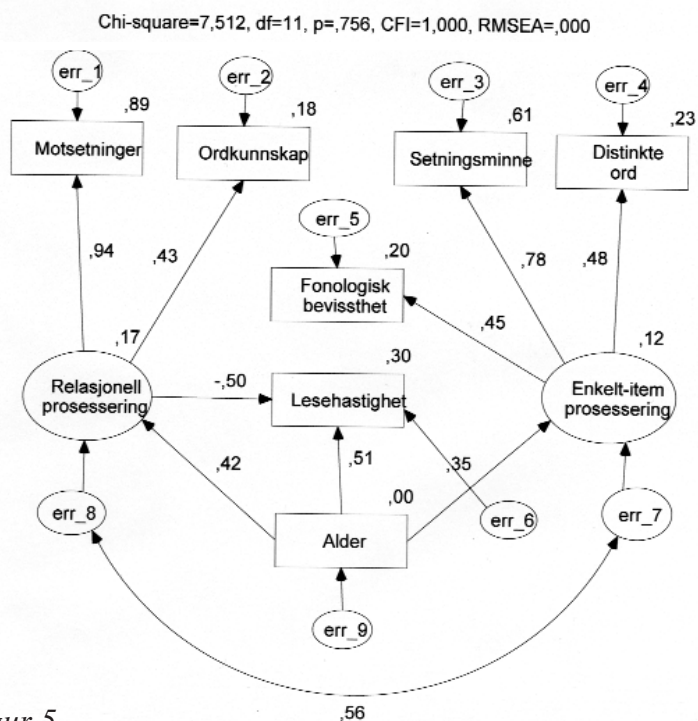 Chi-square=7,512, df=11, p=,756, CFI=1,000, RMSEA=,000
err_1
err_2
err_3
err_4
,89
,18
,61
,23
Motsetninger
Ordkunnskap
Setningsminne
Distinkte
ord
err_5
,20
,94
,43
,78
,48
Fonologisk
bevissthet
,45
,17
,30
,12
Relasjonell
prosessering
-,50
Lesehastighet
Enkelt-item
prosessering
,42
,51
,35
,00
err_8
Alder
err_6
err_7
err_9
5
,56